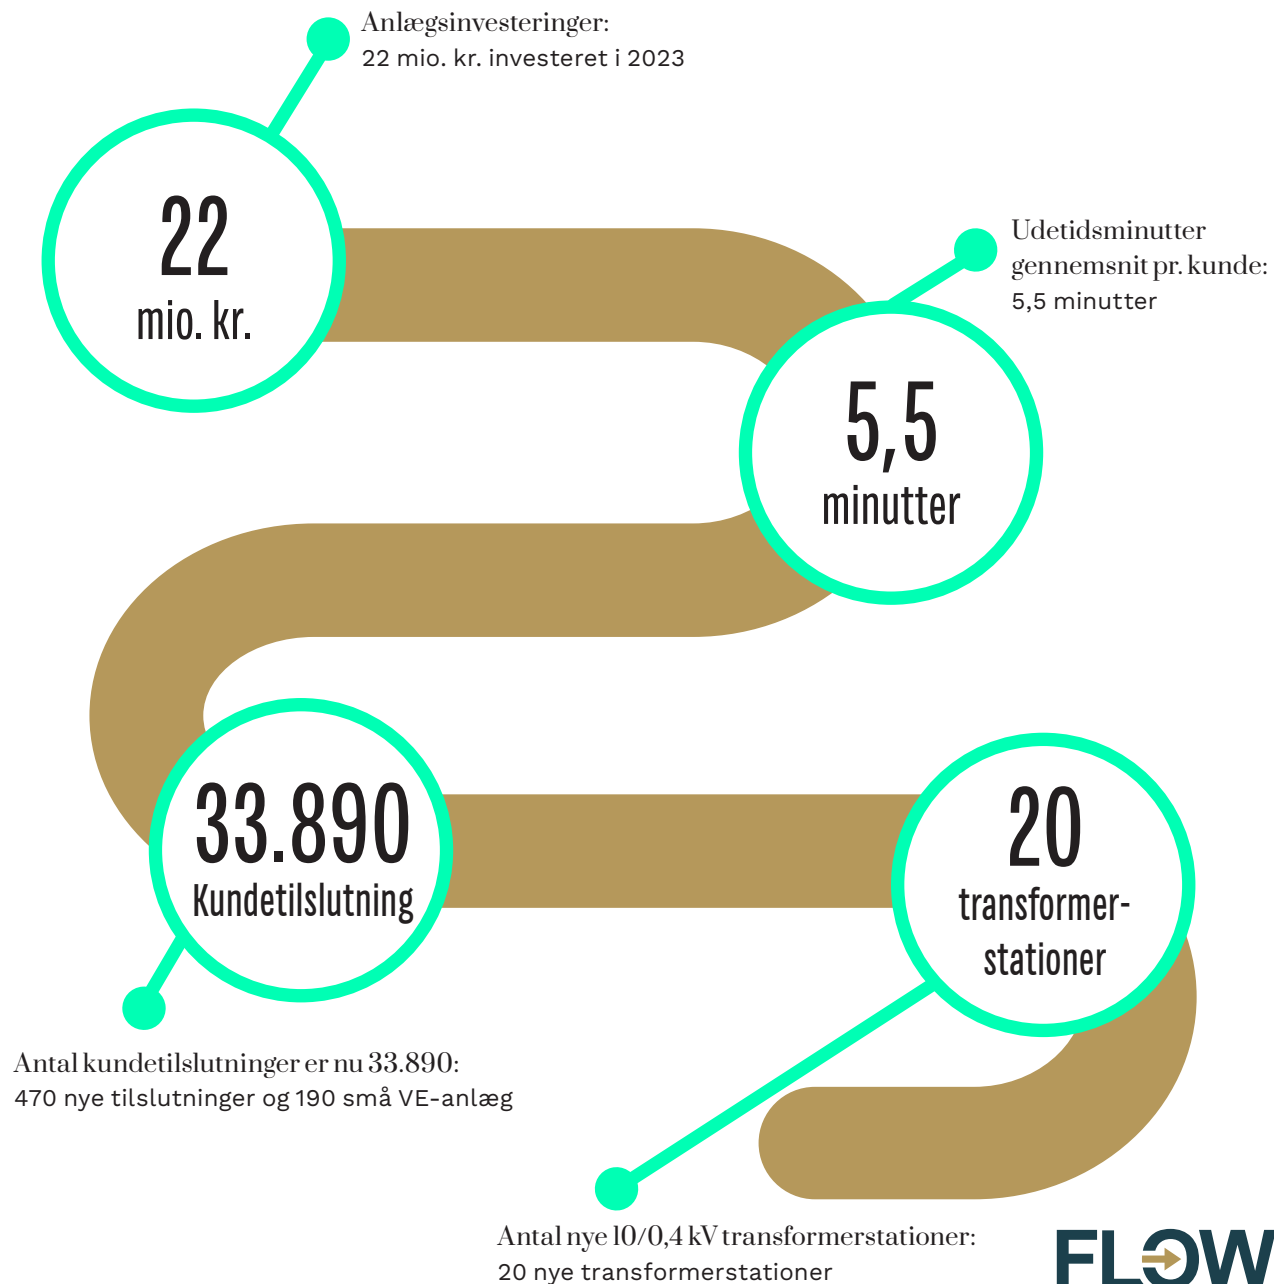 Anlægsinvesteringer:
22 mio. kr. investeret i 2023
22
mio. kr.
Udetidsminutter
gennemsnit pr. kunde:
5,5 minutter
5,5
minutter
33.890
Kundetilslutning
20
transformer-
stationer
Antal kundetilslutninger er nu 33.890:
470 nye tilslutninger og 190 små VE-anlæg
Antal nye 10/0,4 kV transformerstationer:
20 nye transformerstationer
FLOW